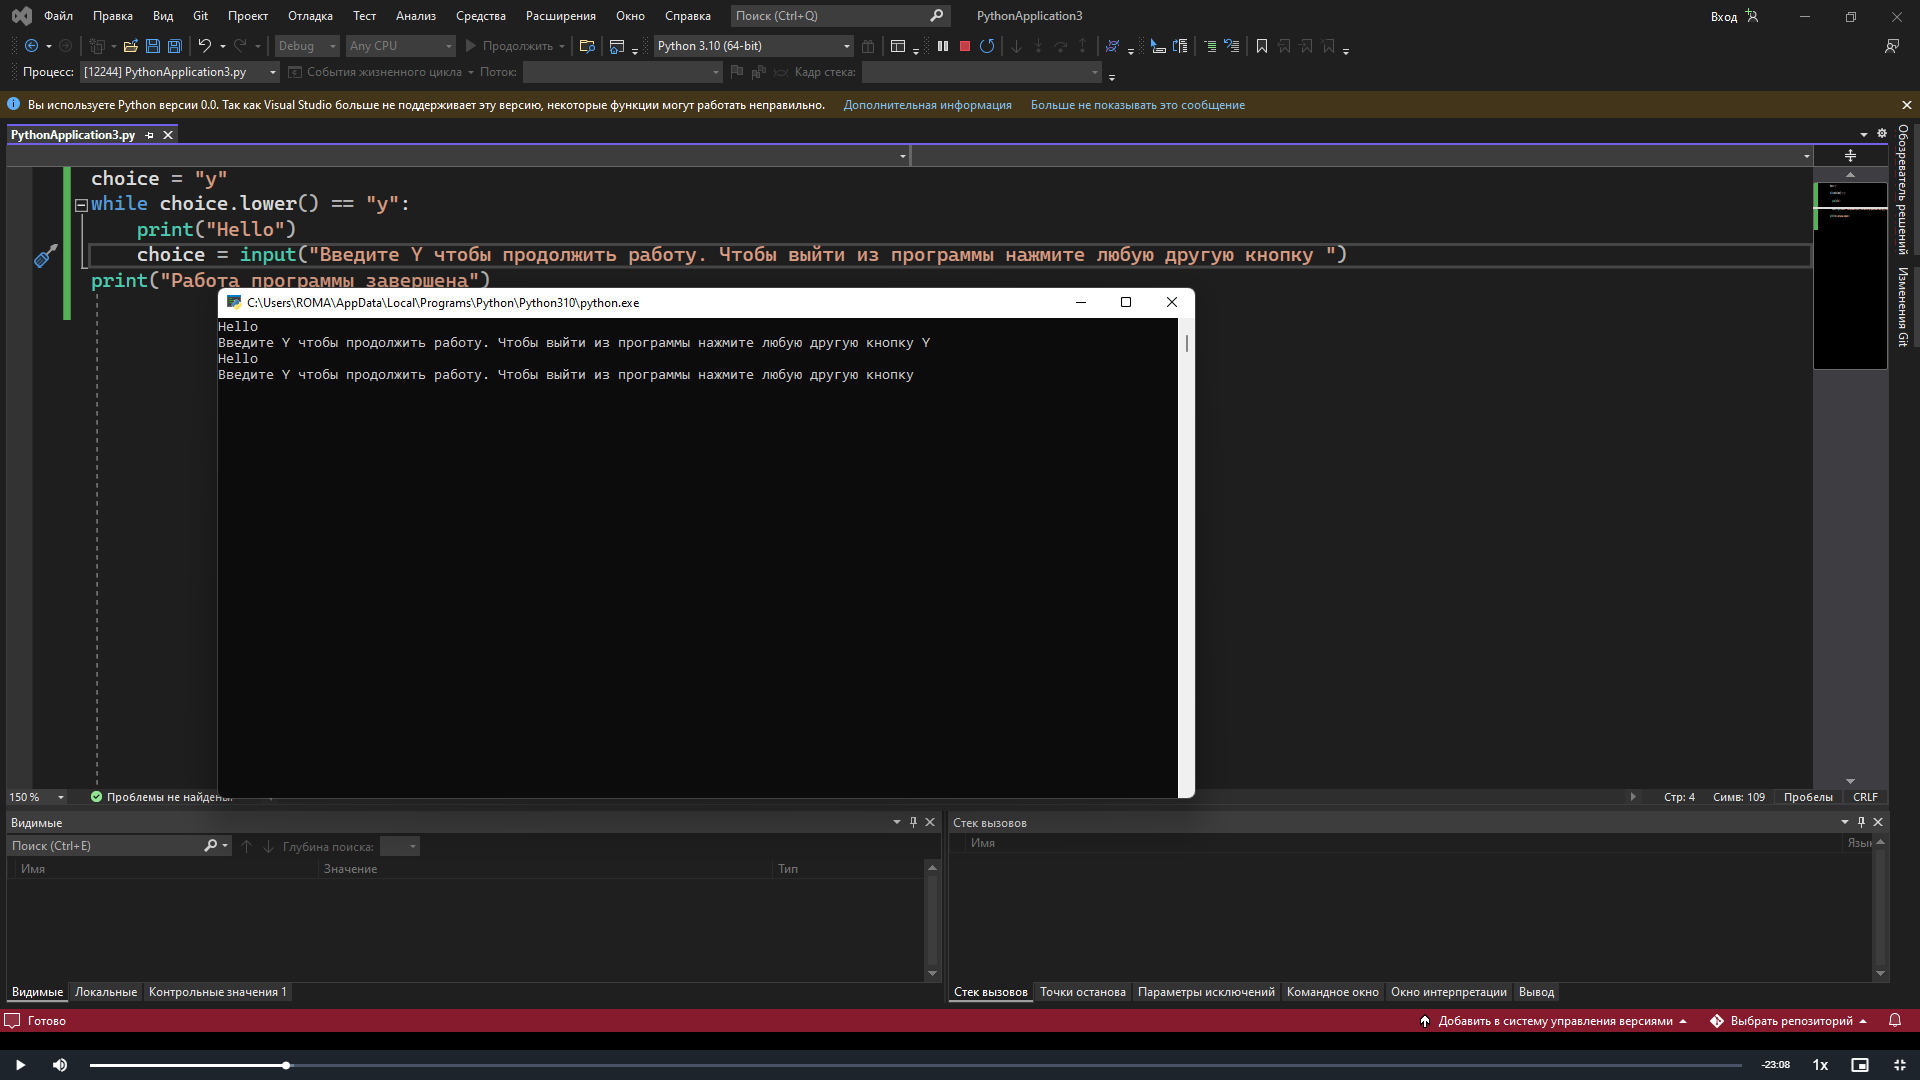 Файл Правка Вид Git Проект Отладка Тест Анализ Средства Расширения Окно Справка Поиск (Ctrl+Q) PythonApplication3 Вход
Debug Any CPU Продолжить Python 3.10 (64-bit)
Процесс: [12244] PythonApplication3.py События жизненного цикла Поток: Кадр стека:
Вы используете Python версии 0.0. Так как Visual Studio больше не поддерживает эту версию, некоторые функции могут работать неправильно. Дополнительная информация Больше не показывать это сообщение
PythonApplication3.py
choice = "y"
while choice.lower() == "y":
print("Hello")
choice = input("Введите Y чтобы продолжить работу. Чтобы выйти из программы нажмите любую другую кнопку ")
print("Работа программы завершена")
C:\Users\ROMA\AppData\Local\Programs\Python\Python310\python.exe
Hello
Введите Y чтобы продолжить работу. Чтобы выйти из программы нажмите любую другую кнопку Y
Hello
Введите Y чтобы продолжить работу. Чтобы выйти из программы нажмите любую другую кнопку
Обозреватель решений
Изменения Git
150 % Проблемы не найдены. Стр: 4 Симв: 109 Пробелы CRLF
Видимые
Поиск (Ctrl+E) Глубина поиска:
Имя Значение Тип
Видимые Локальные Контрольные значения 1
Стек вызовов
Имя Язык
Стек вызовов Точки останова Параметры исключений Командное окно Окно интерпретации Вывод
Готово Добавить в систему управления версиями Выбрать репозиторий
-23:08 1x